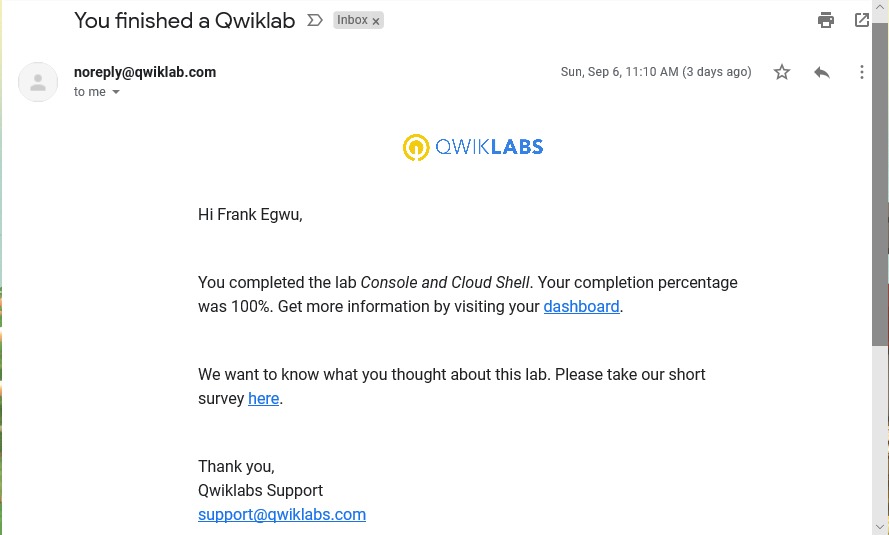 You finished a Qwiklab
Inbox x
noreply@qwiklab.com
Sun, Sep 6, 11:10 AM (3 days ago)
to me
QWIKLABS
Hi Frank Egwu,
You completed the lab Console and Cloud Shell. Your completion percentage
was 100%. Get more information by visiting your dashboard.
We want to know what you thought about this lab. Please take our short
survey here.
Thank you,
Qwiklabs Support
support@qwiklabs.com